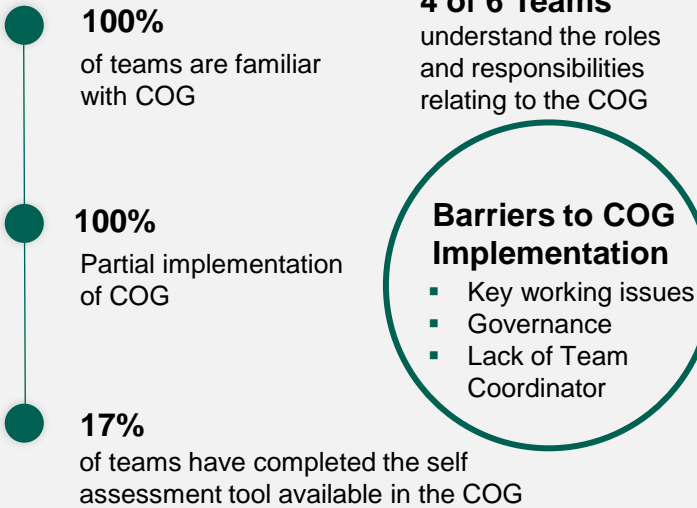 100%
of teams are familiar
with COG
4 of 6 Teams
understand the roles
and responsibilities
relating to the COG
100%
Partial implementation
of COG
Barriers to COG
Implementation
▪ Key working issues
▪ Governance
▪ Lack of Team
Coordinator
17%
of teams have completed the self
assessment tool available in the COG